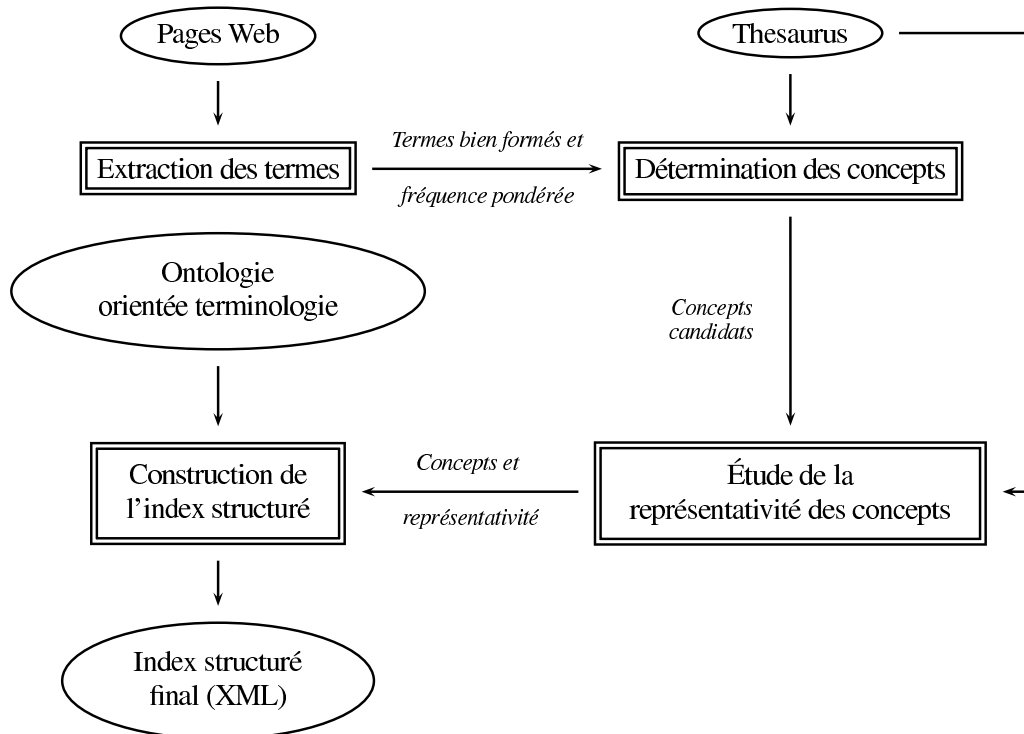 Pages Web
Thesaurus
Extraction des termes
Termes bien formés et
fréquence pondérée
Détermination des concepts
Ontologie
orientée terminologie
Concepts
candidats
Construction de
l'index structuré
Concepts et
représentativité
Étude de la
représentativité des concepts
Index structuré
final (XML)